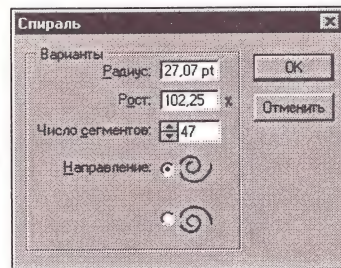 Спираль
Варианты
Радиус: 27,07 pt
Рост: 102,25 %
Число сегментов: 47
Направление:
OK
Отменить